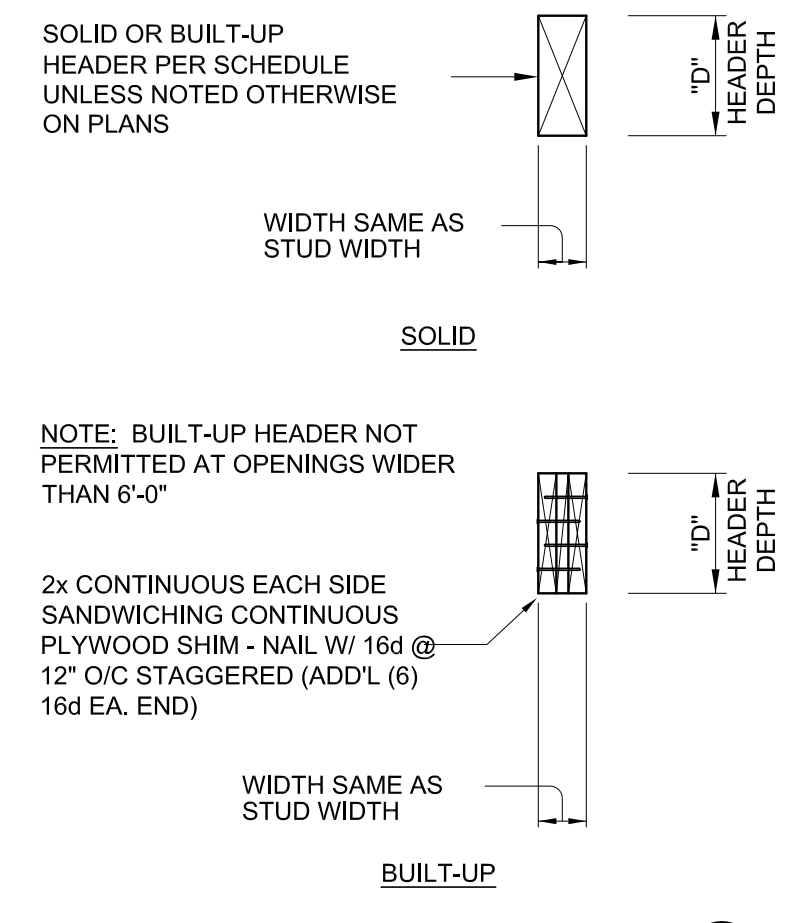 SOLID OR BUILT-UP
HEADER PER SCHEDULE
UNLESS NOTED OTHERWISE
ON PLANS
"D"
HEADER
DEPTH
WIDTH SAME AS
STUD WIDTH
SOLID
NOTE: BUILT-UP HEADER NOT
PERMITTED AT OPENINGS WIDER
THAN 6'-0"
"D"
HEADER
DEPTH
2x CONTINUOUS EACH SIDE
SANDWICHING CONTINUOUS
PLYWOOD SHIM - NAIL W/ 16d @
12" O/C STAGGERED (ADD'L (6)
16d EA. END)
WIDTH SAME AS
STUD WIDTH
BUILT-UP